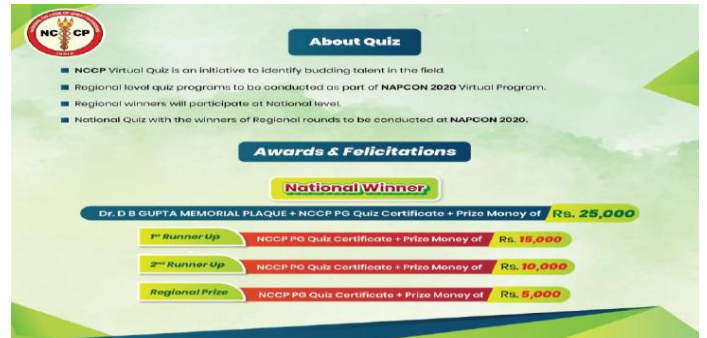 NC CP
INDIA
About Quiz
NCCP Virtual Quiz is an initiative to identify budding talent in the field.
Regional level quiz programs to be conducted as part of NAPCON 2020 Virtual Program.
Regional winners will participate at National level.
National Quiz with the winners of Regional rounds to be conducted at NAPCON 2020.
Awards & Felicitations
National Winner
Dr. D B GUPTA MEMORIAL PLAQUE + NCCP PG Quiz Certificate + Prize Money of Rs. 25,000
1st Runner Up NCCP PG Quiz Certificate + Prize Money of Rs. 15,000
2nd Runner Up NCCP PG Quiz Certificate + Prize Money of Rs. 10,000
Regional Prize NCCP PG Quiz Certificate + Prize Money of Rs. 5,000